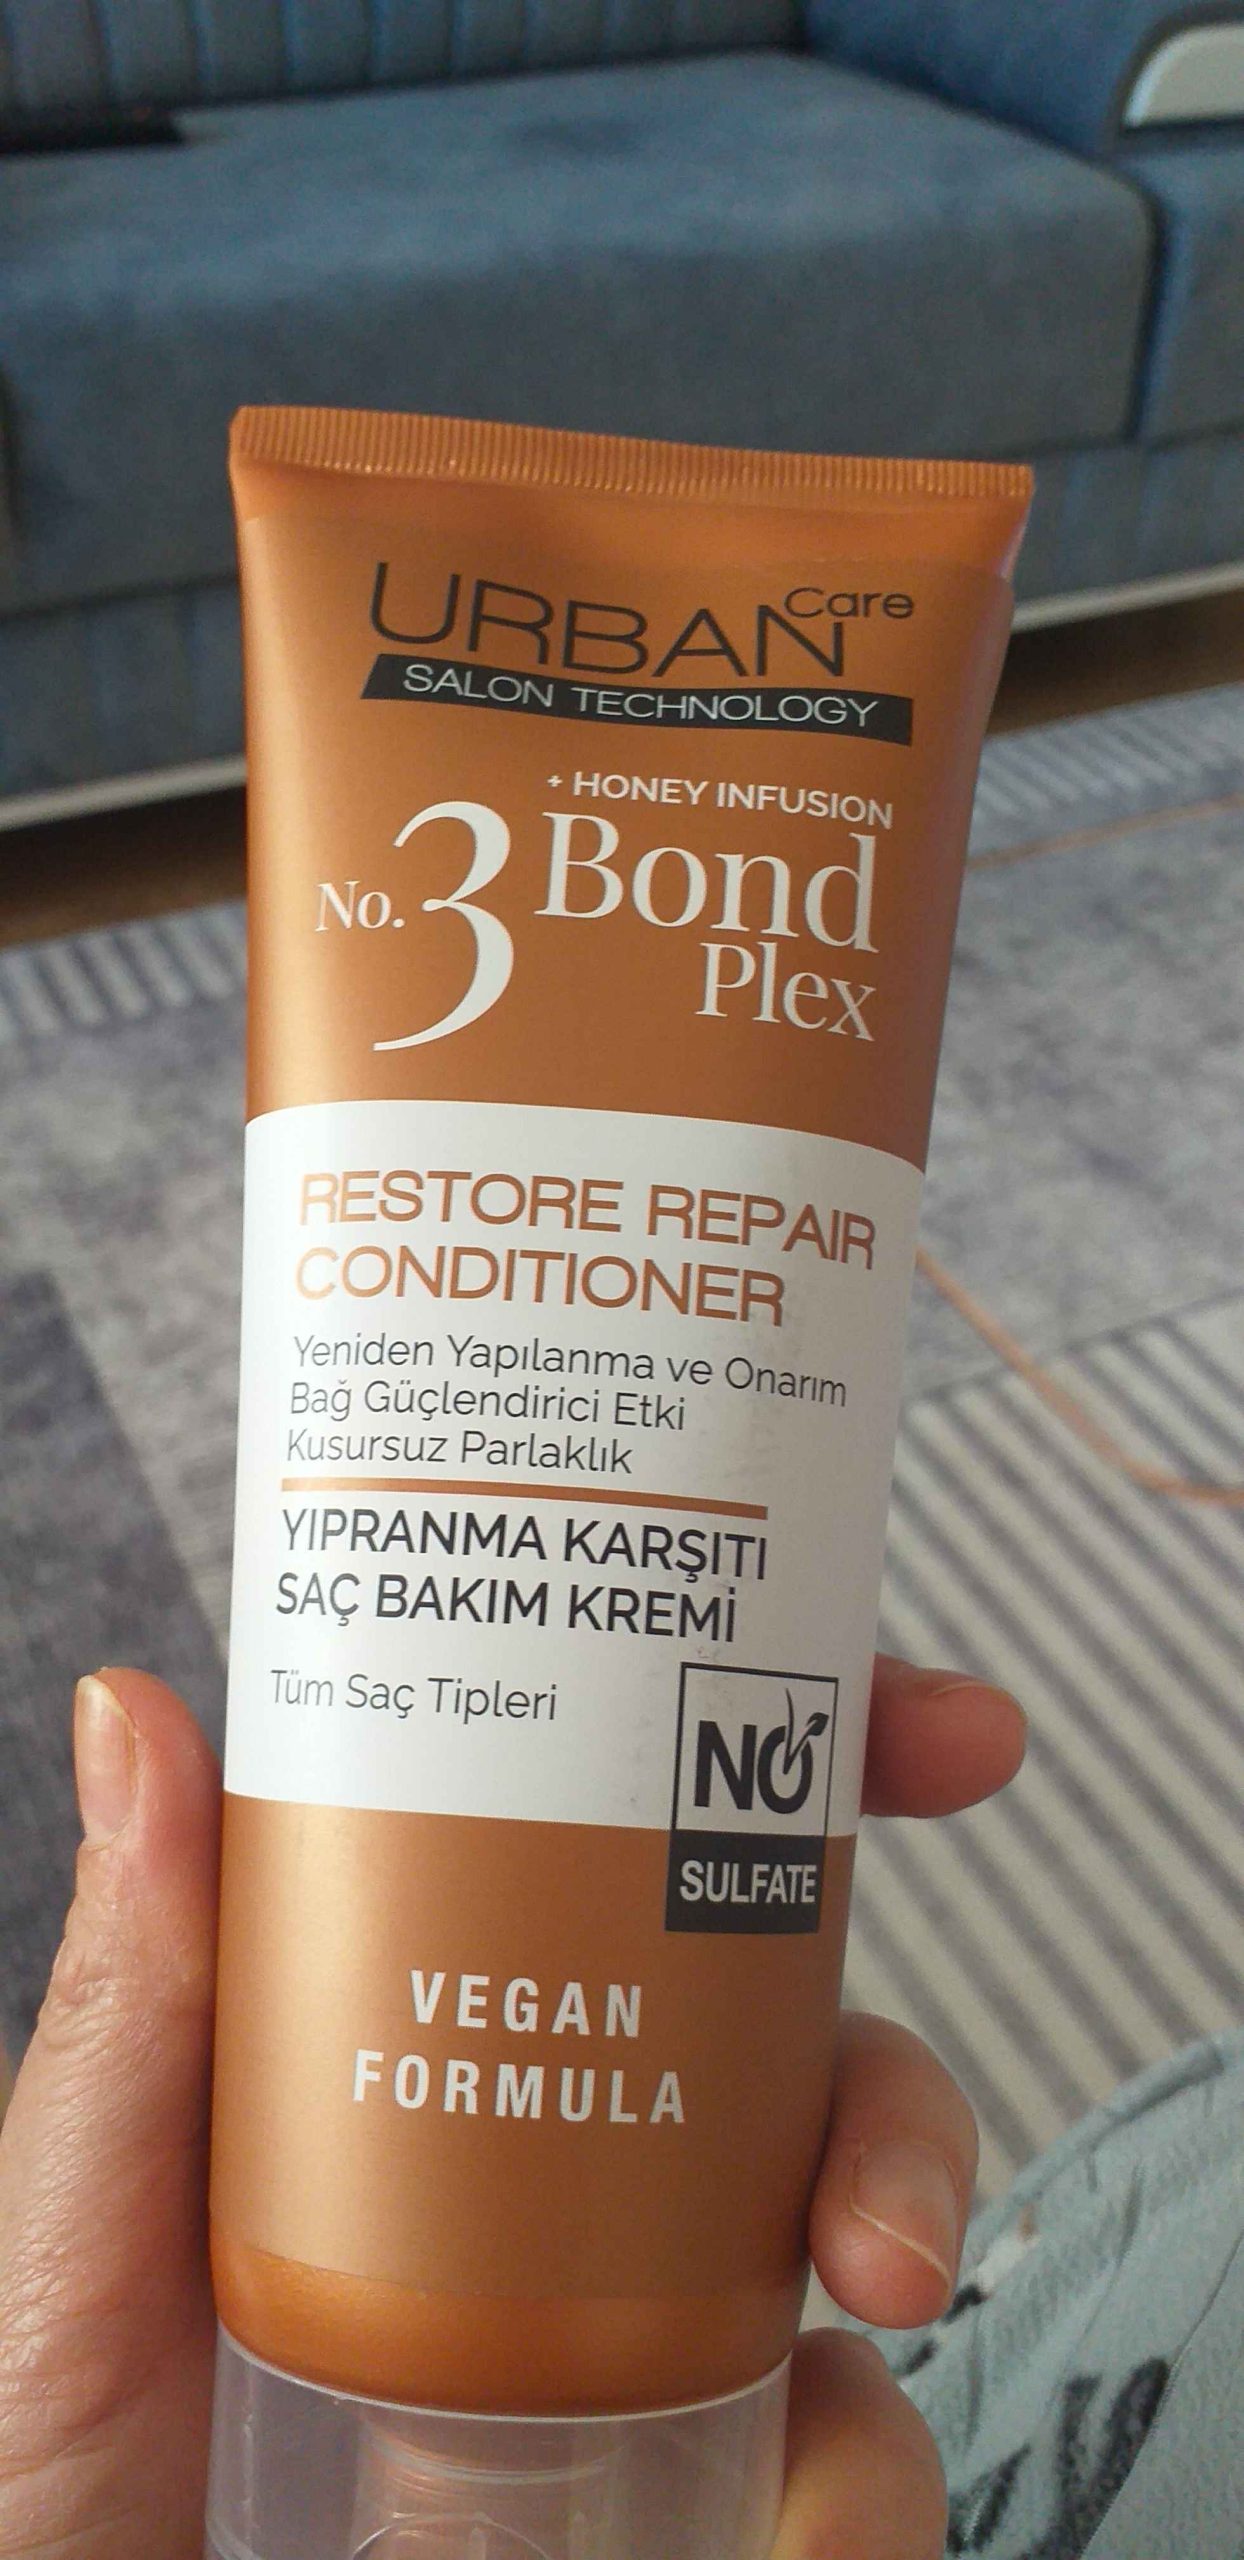 URBAN Care
SALON TECHNOLOGY
+ HONEY INFUSION
No. 3 Bond
Plex
RESTORE REPAIR
CONDITIONER
Yeniden Yapılanma ve Onarım
Bağ Güçlendirici Etki
Kusursuz Parlaklık
YIPRANMA KARŞITI
SAÇ BAKIM KREMİ
Tüm Saç Tipleri
NO
SULFATE
VEGAN
FORMULA